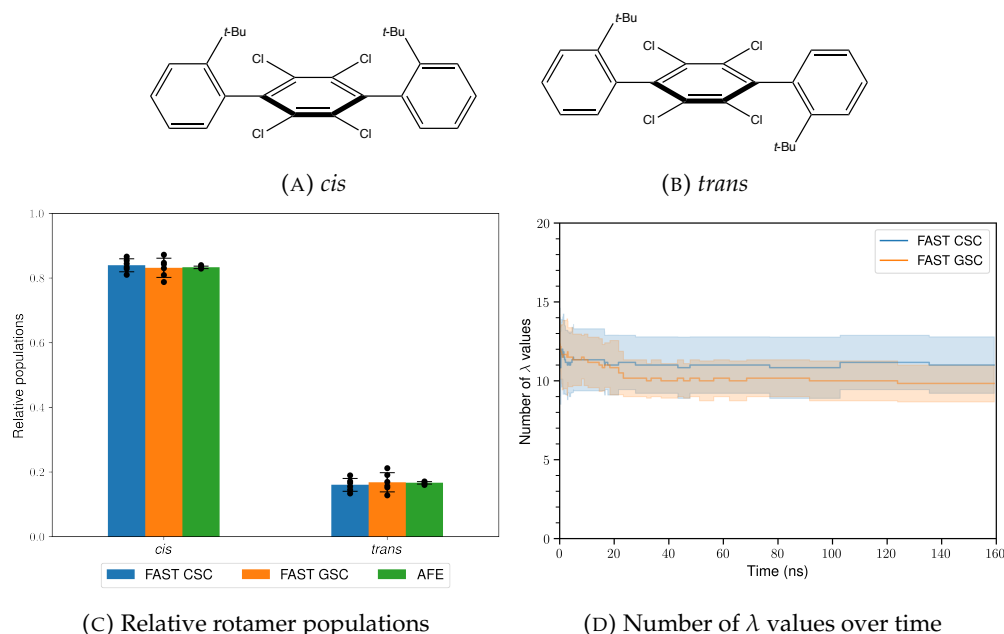 t-Bu t-Bu
Cl Cl
Cl Cl
(A) cis
Cl Cl
Cl Cl
t-Bu
t-Bu
(B) trans
Relative populations
1.0
0.8
0.6
0.4
0.2
0.0
cis trans
FAST CSC FAST GSC AFE
(C) Relative rotamer populations
Number of λ values
20
15
10
5
0
0 20 40 60 80 100 120 140 160
Time (ns)
FAST CSC
FAST GSC
(D) Number of λ values over time